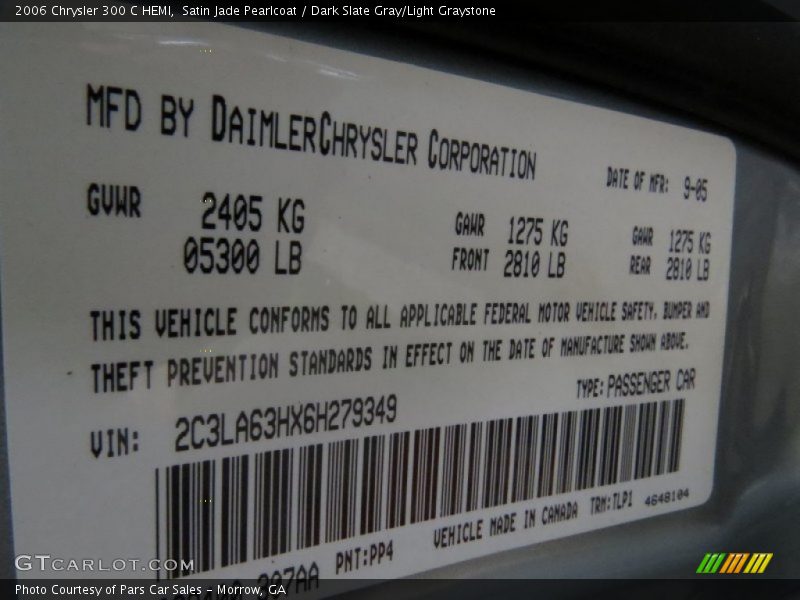 2006 Chrysler 300 C HEMI, Satin Jade Pearlcoat / Dark Slate Gray/Light Graystone
MFD BY DAIMLERCHRYSLER CORPORATION
DATE OF MFR: 9-05
GVWR 2405 KG GAWR 1275 KG GAWR 1275 KG
05300 LB FRONT 2810 LB REAR 2810 LB
THIS VEHICLE CONFORMS TO ALL APPLICABLE FEDERAL MOTOR VEHICLE SAFETY, BUMPER AND
THEFT PREVENTION STANDARDS IN EFFECT ON THE DATE OF MANUFACTURE SHOWN ABOVE.
VIN: 2C3LA63HX6H279349 TYPE: PASSENGER CAR
VEHICLE MADE IN CANADA TRM:TLP1 4648104
PNT:PP4
GTCARLOT.COM
Photo Courtesy of Pars Car Sales – Morrow, GA